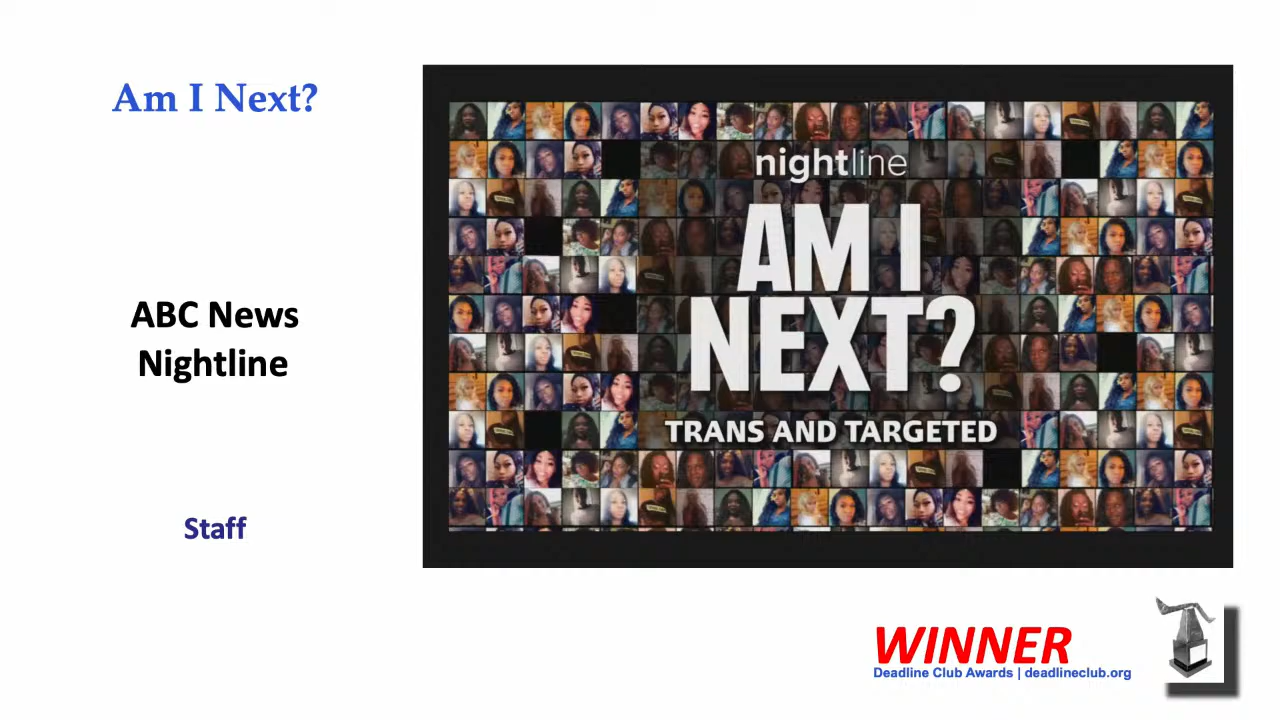 Am I Next?
ABC News
Nightline
Staff
nightline
AM I
NEXT?
TRANS AND TARGETED
WINNER
Deadline Club Awards | deadlineclub.org